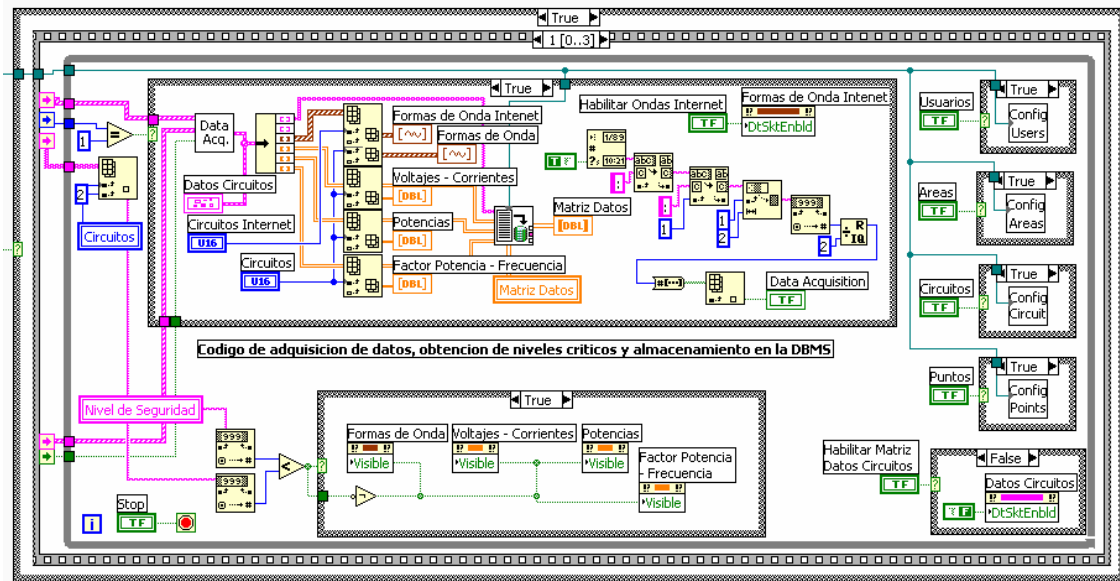 True
1 [0..3]
True
Data
Acq.
Datos Circuitos
Circuitos Internet
U16
Circuitos
U16
Formas de Onda Intenet
Formas de Onda
Voltajes - Corrientes
[DBL]
Potencias
[DBL]
Factor Potencia - Frecuencia
[DBL]
Matriz Datos
[DBL]
Matriz Datos
Habilitar Ondas Internet
TF
Formas de Onda Intenet
DtSktEnbld
1
2
1
2
2
R
IQ
Data Acquisition
TF
1
=
2
Circuitos
Usuarios
TF
True
Config
Users
Areas
TF
True
Config
Areas
Circuitos
TF
True
Config
Circuit
Puntos
TF
True
Config
Points
Codigo de adquisicion de datos, obtencion de niveles criticos y almacenamiento en la DBMS
Nivel de Seguridad
<
Stop
TF
i
True
Formas de Onda
Visible
Voltajes - Corrientes
Visible
Potencias
Visible
Factor Potencia
- Frecuencia
Visible
Habilitar Matriz
Datos Circuitos
TF
False
Datos Circuitos
F
DtSktEnbld